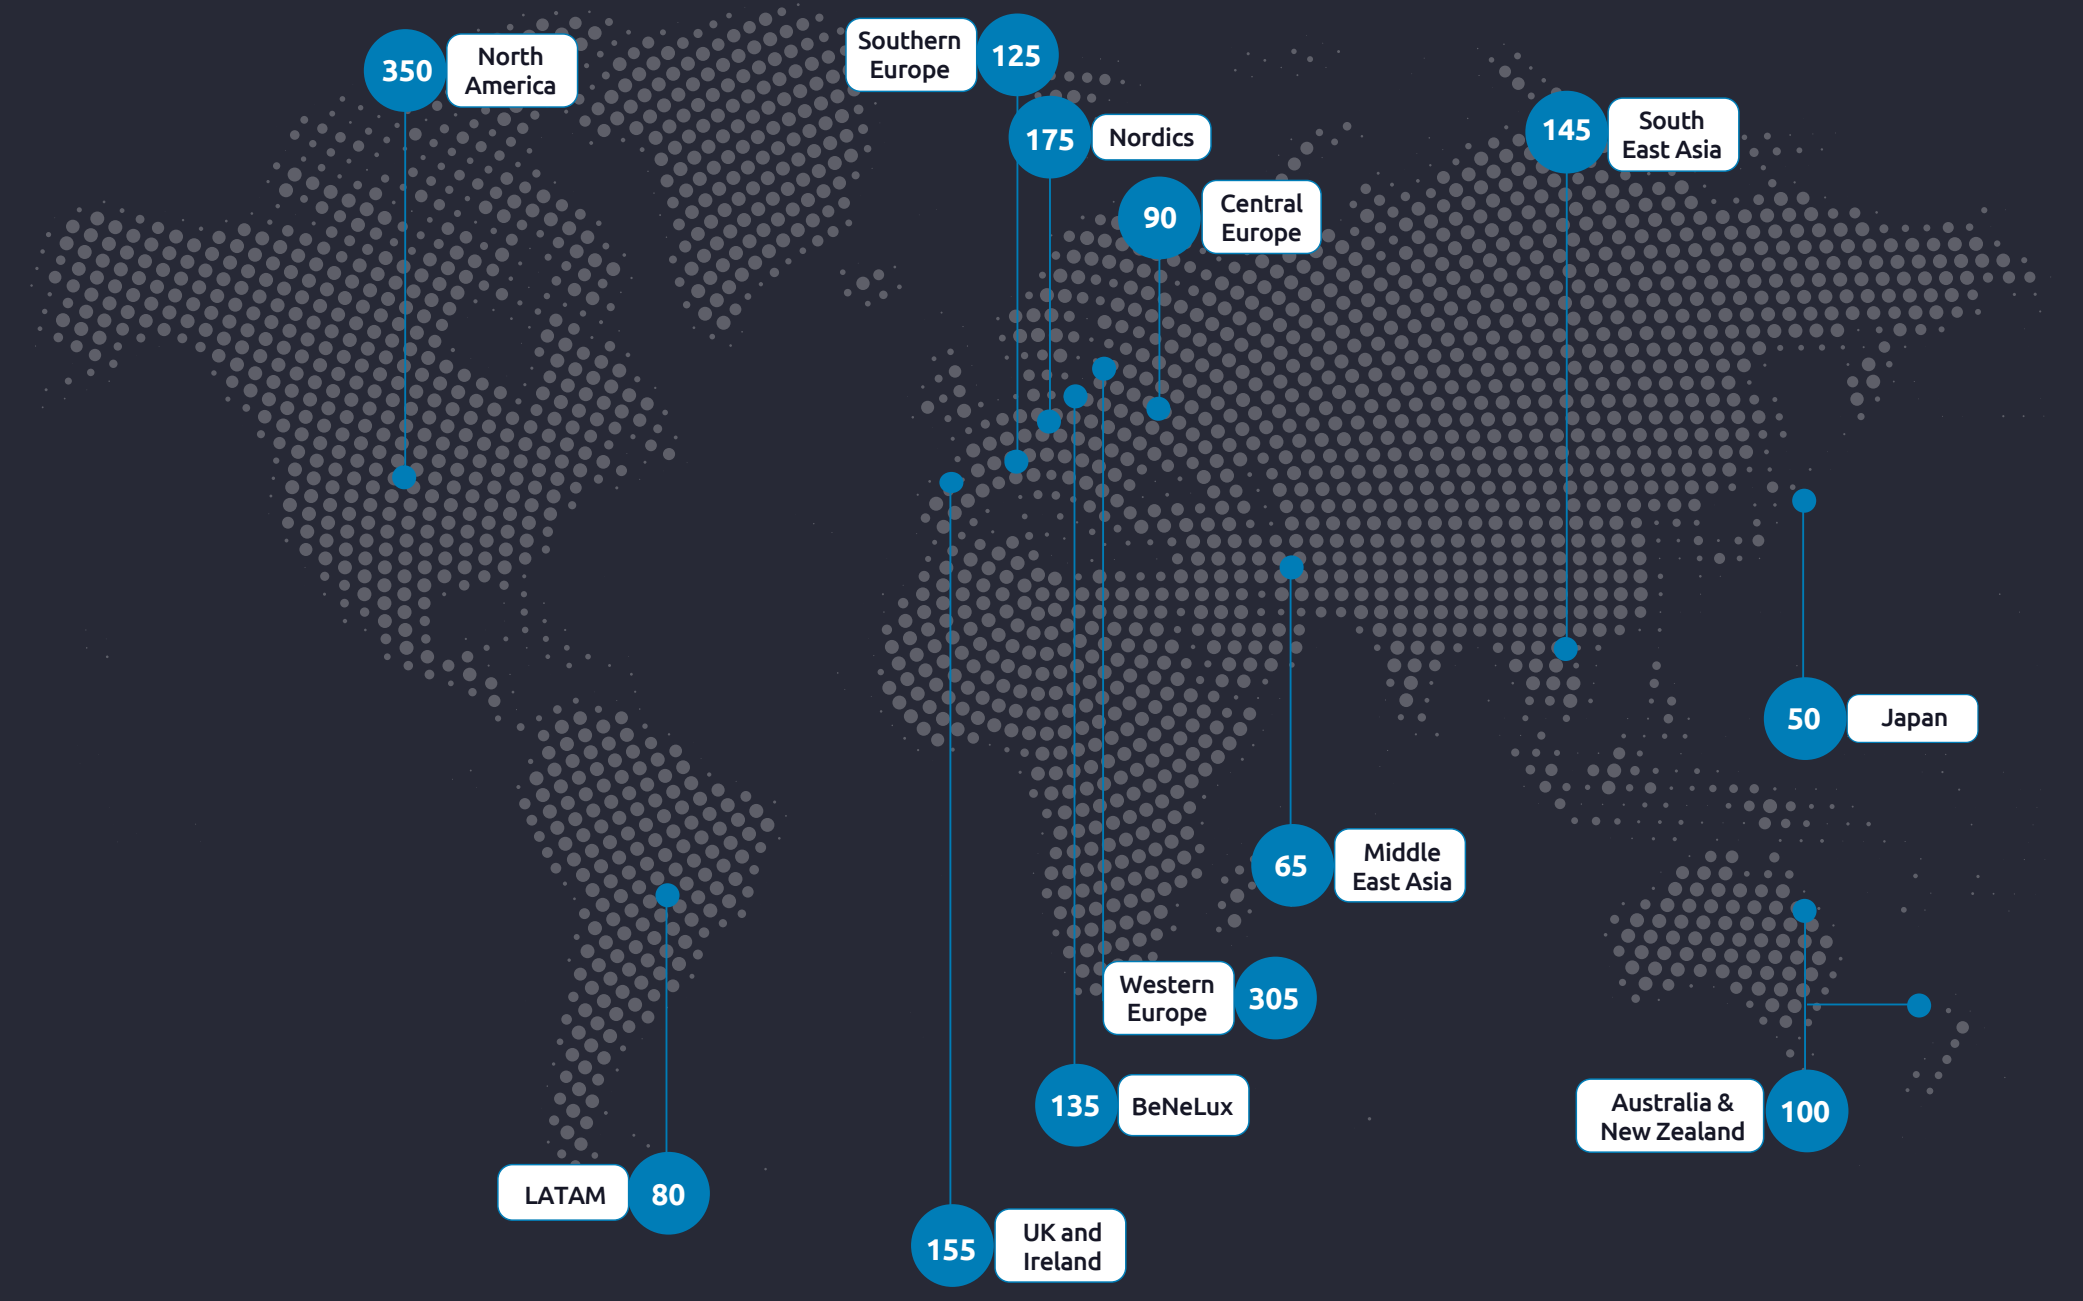 350
North
America
Southern
Europe
125
175
Nordics
145
South
East Asia
90
Central
Europe
50
Japan
65
Middle
East Asia
Western
Europe
305
135
BeNeLux
Australia &
New Zealand
100
LATAM
80
155
UK and
Ireland